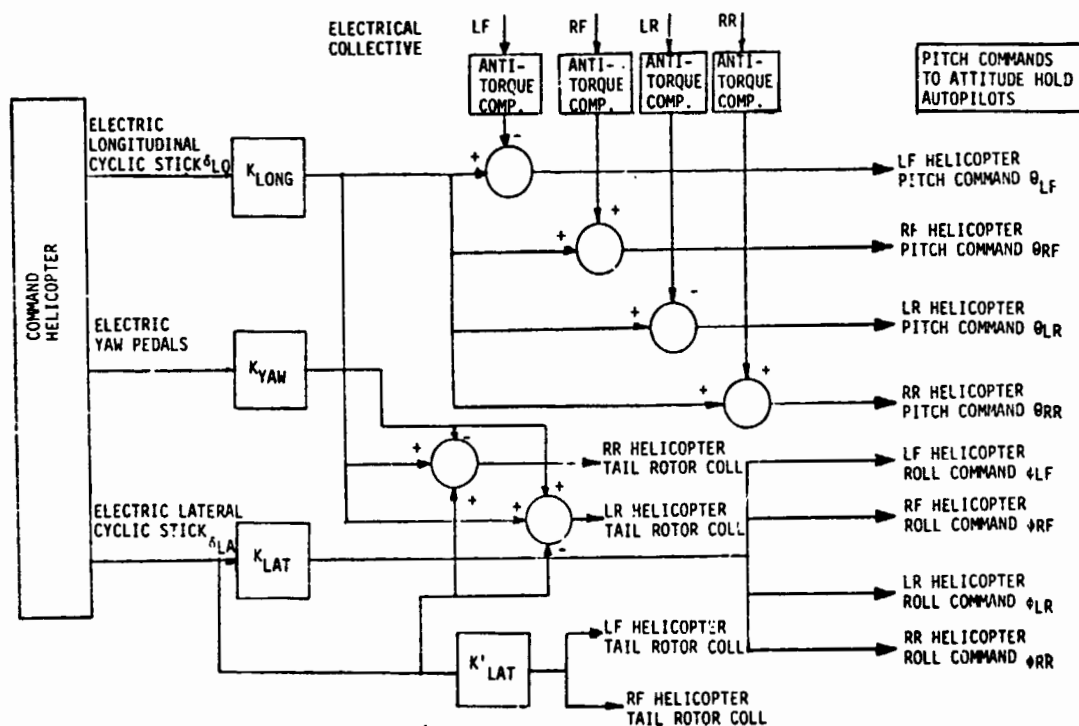 ELECTRICAL
COLLECTIVE
LF
RF
LR
RR
ANTI-
TORQUE
COMP.
ANTI-
TORQUE
COMP.
ANTI-
TORQUE
COMP.
ANTI-
TORQUE
COMP.
PITCH COMMANDS
TO ATTITUDE HOLD
AUTOPILOTS
COMMAND
HELICOPTER
ELECTRIC
LONGITUDINAL
CYCLIC STICK δLO
K LONG
+
-
LF HELICOPTER
PITCH COMMAND θLF
+
+
RF HELICOPTER
PITCH COMMAND θRF
+
-
LR HELICOPTER
PITCH COMMAND θLR
+
+
RR HELICOPTER
PITCH COMMAND θRR
ELECTRIC
YAW PEDALS
K YAW
+
-
+
RR HELICOPTER
TAIL ROTOR COLL
+
+
-
LR HELICOPTER
TAIL ROTOR COLL
LF HELICOPTER
ROLL COMMAND ϕLF
RF HELICOPTER
ROLL COMMAND ϕRF
ELECTRIC LATERAL
CYCLIC STICK δLA
K LAT
LR HELICOPTER
ROLL COMMAND ϕLR
RR HELICOPTER
ROLL COMMAND ϕRR
K' LAT
LF HELICOPTER
TAIL ROTOR COLL
RF HELICOPTER
TAIL ROTOR COLL